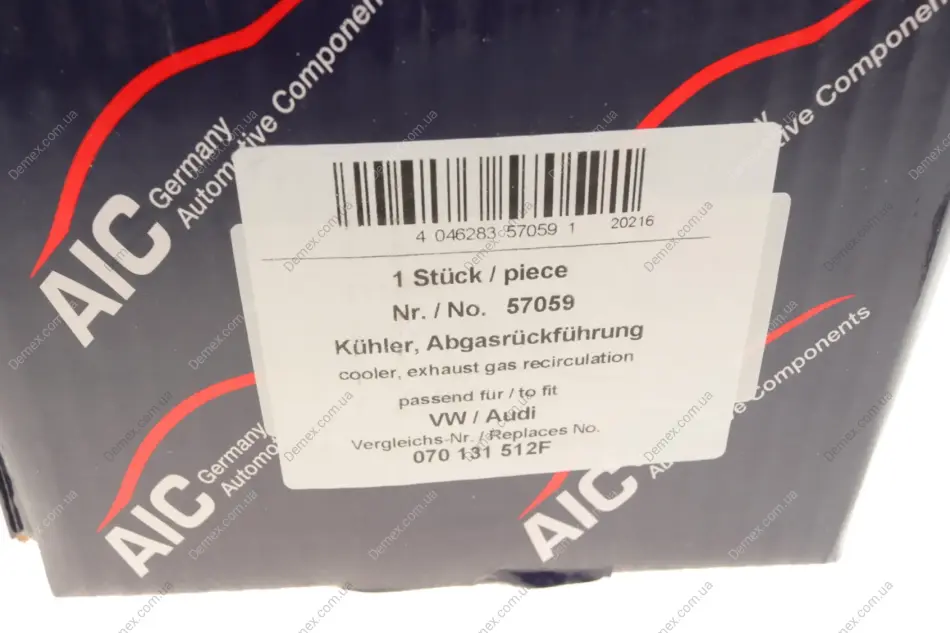 AIC Germany
Automotive Components
AIC Germany
Automotive Components
4 046283 57059 1 20216
1 Stück / piece
Nr. / No. 57059
Kühler, Abgasrückführung
cooler, exhaust gas recirculation
passend für / to fit
VW / Audi
Vergleichs-Nr. / Replaces No.
070 131 512F
Demex.com.ua